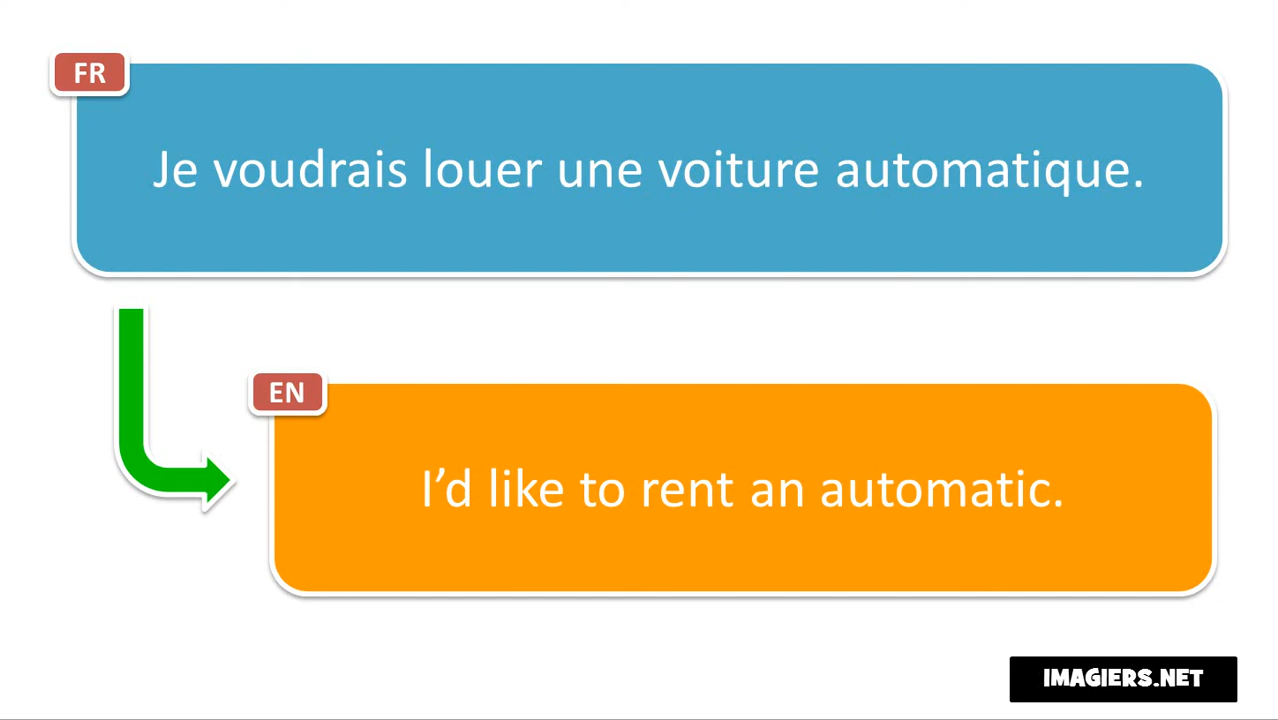 FR
Je voudrais louer une voiture automatique.
EN
I’d like to rent an automatic.
IMAGIERS.NET